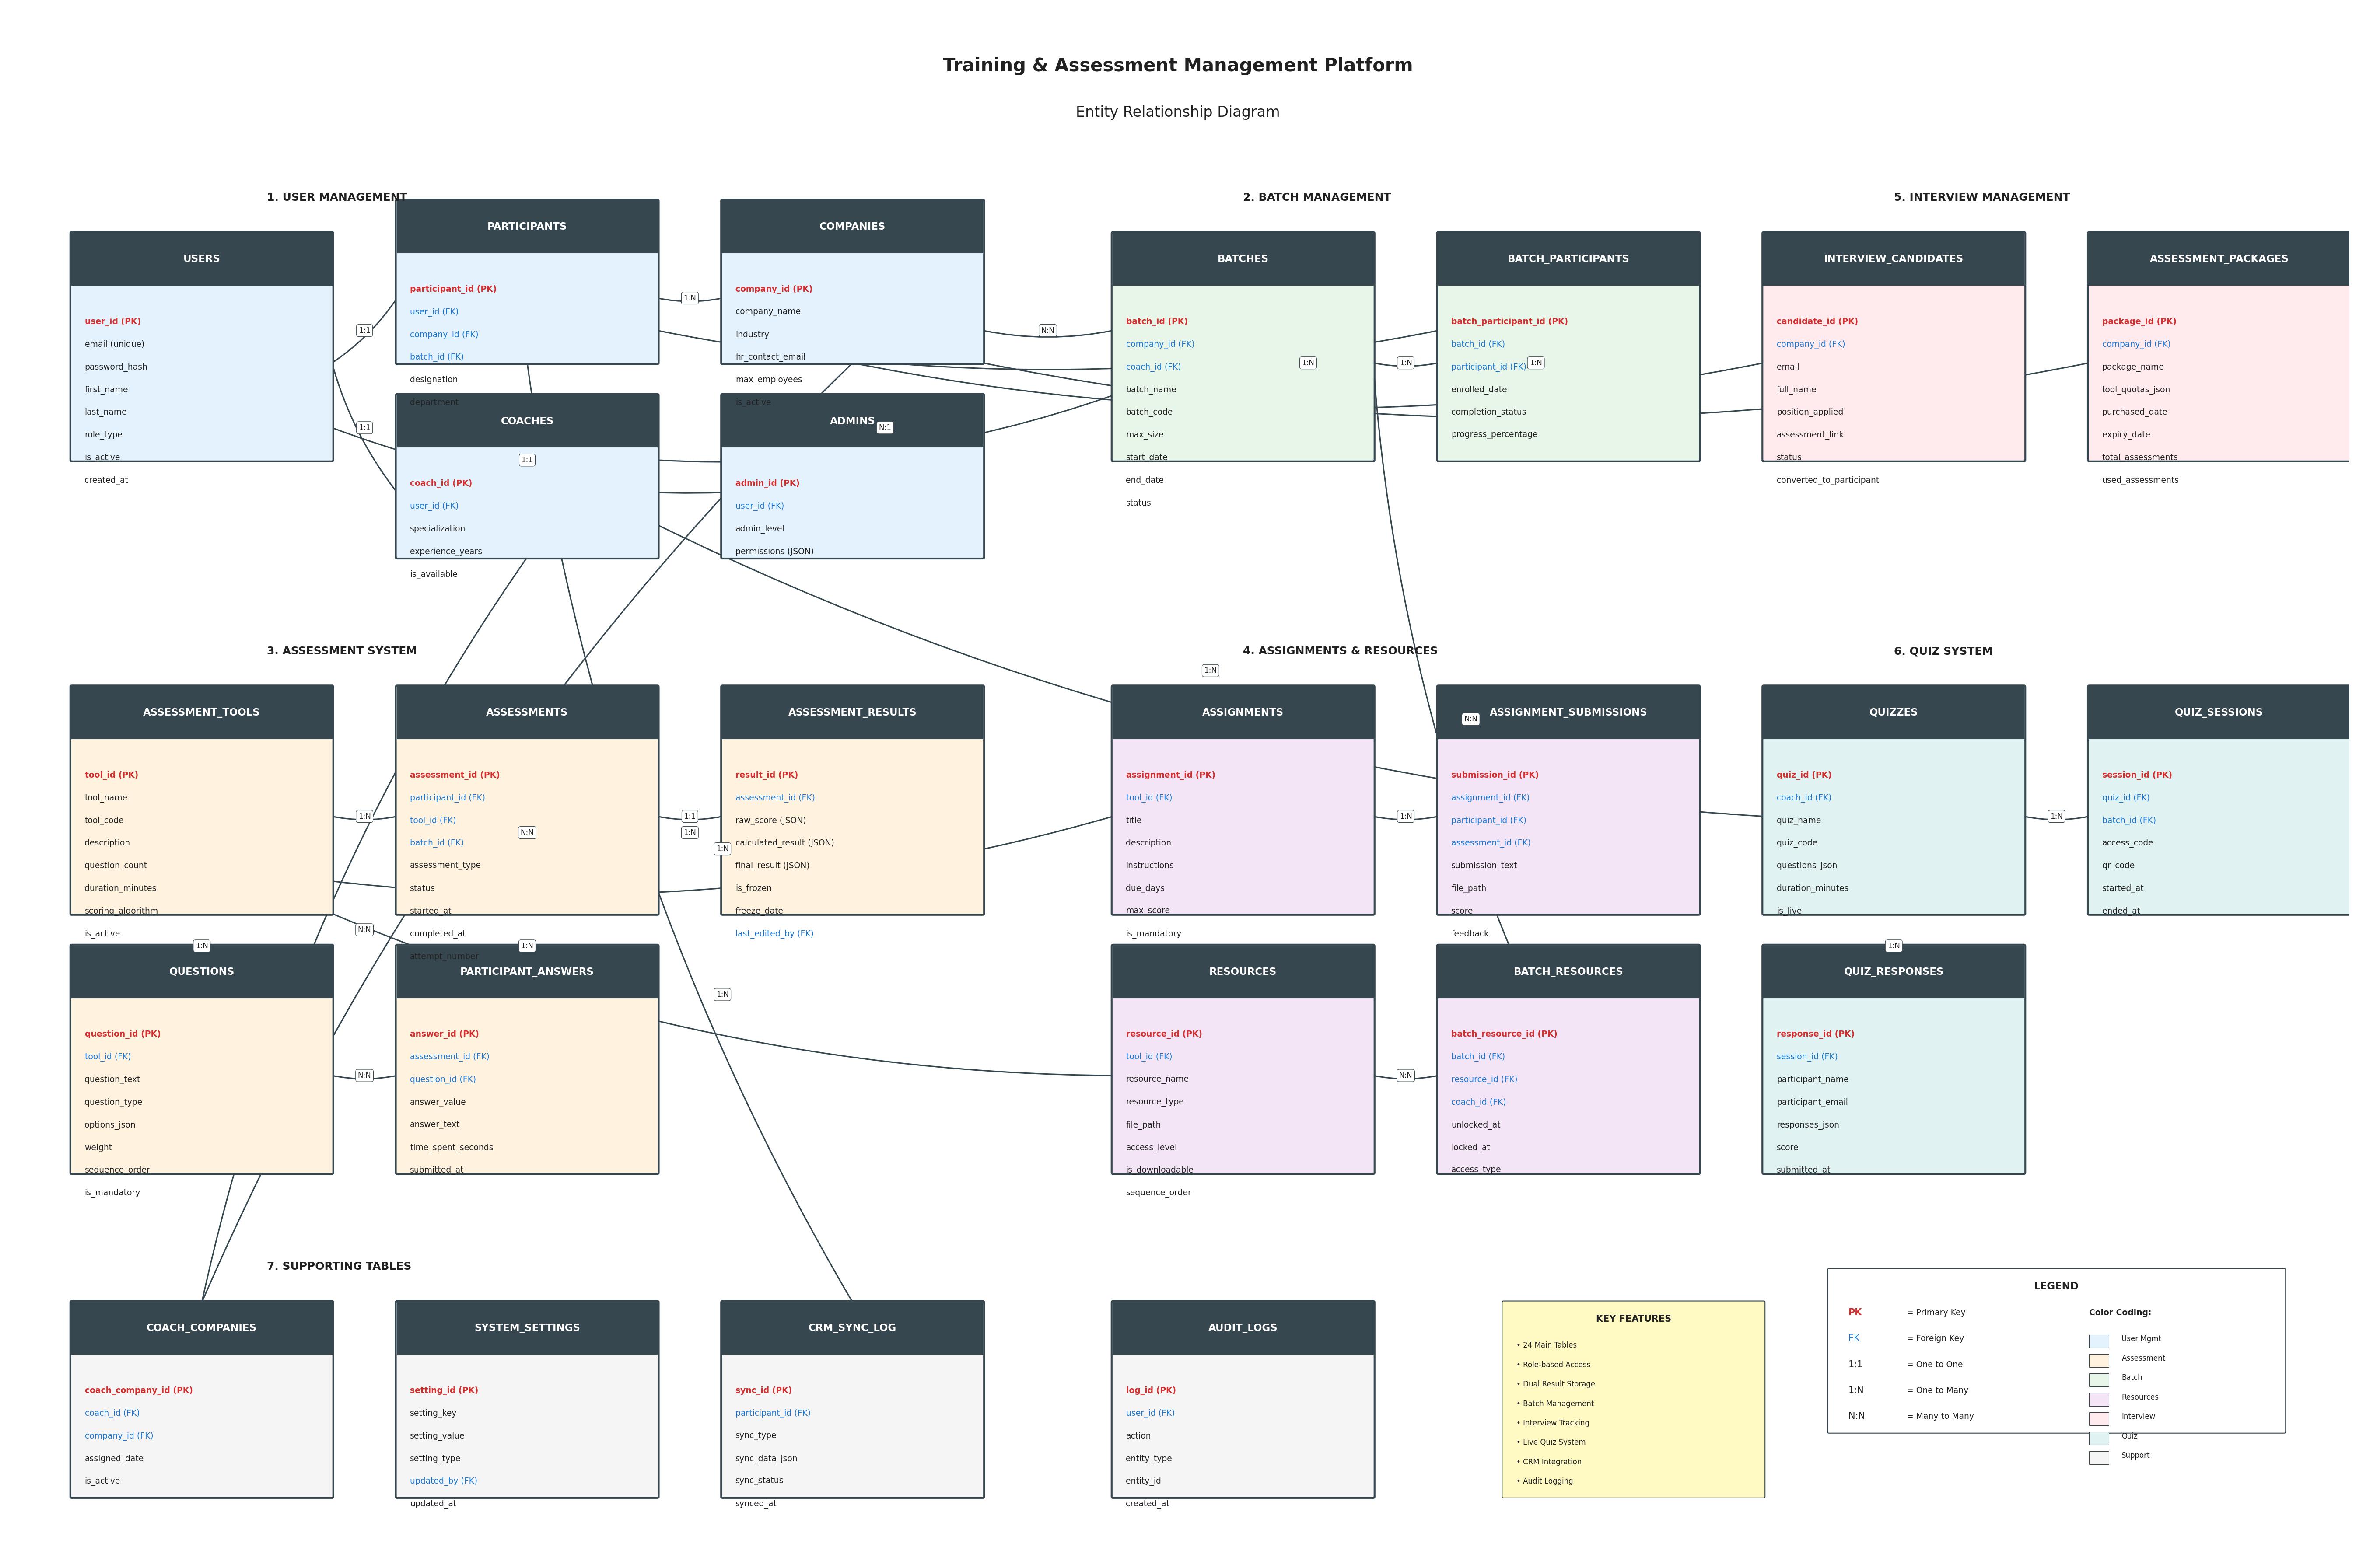 Training & Assessment Management Platform
Entity Relationship Diagram
1. USER MANAGEMENT
USERS
user_id (PK)
email (unique)
password_hash
first_name
last_name
role_type
is_active
created_at
1:1
1:1
PARTICIPANTS
participant_id (PK)
user_id (FK)
company_id (FK)
batch_id (FK)
designation
department
1:N
COMPANIES
company_id (PK)
company_name
industry
hr_contact_email
max_employees
is_active
N:N
COACHES
1:1
coach_id (PK)
user_id (FK)
specialization
experience_years
is_available
ADMINS
N:1
admin_id (PK)
user_id (FK)
admin_level
permissions (JSON)
2. BATCH MANAGEMENT
BATCHES
batch_id (PK)
company_id (FK)
coach_id (FK)
1:N
batch_name
batch_code
max_size
start_date
end_date
status
1:N
BATCH_PARTICIPANTS
batch_participant_id (PK)
batch_id (FK)
participant_id (FK)
1:N
enrolled_date
completion_status
progress_percentage
5. INTERVIEW MANAGEMENT
INTERVIEW_CANDIDATES
candidate_id (PK)
company_id (FK)
email
full_name
position_applied
assessment_link
status
converted_to_participant
ASSESSMENT_PACKAGES
package_id (PK)
company_id (FK)
package_name
tool_quotas_json
purchased_date
expiry_date
total_assessments
used_assessments
3. ASSESSMENT SYSTEM
ASSESSMENT_TOOLS
tool_id (PK)
tool_name
tool_code
description
question_count
duration_minutes
scoring_algorithm
is_active
1:N
N:N
ASSESSMENTS
assessment_id (PK)
participant_id (FK)
tool_id (FK)
N:N
batch_id (FK)
assessment_type
status
started_at
completed_at
attempt_number
1:1
1:N
1:N
ASSESSMENT_RESULTS
result_id (PK)
assessment_id (FK)
raw_score (JSON)
calculated_result (JSON)
final_result (JSON)
is_frozen
freeze_date
last_edited_by (FK)
1:N
QUESTIONS
question_id (PK)
tool_id (FK)
question_text
question_type
options_json
weight
sequence_order
is_mandatory
N:N
1:N
PARTICIPANT_ANSWERS
answer_id (PK)
assessment_id (FK)
question_id (FK)
answer_value
answer_text
time_spent_seconds
submitted_at
1:N
4. ASSIGNMENTS & RESOURCES
1:N
ASSIGNMENTS
assignment_id (PK)
tool_id (FK)
title
description
instructions
due_days
max_score
is_mandatory
1:N
N:N
ASSIGNMENT_SUBMISSIONS
submission_id (PK)
assignment_id (FK)
participant_id (FK)
assessment_id (FK)
submission_text
file_path
score
feedback
RESOURCES
resource_id (PK)
tool_id (FK)
resource_name
resource_type
file_path
access_level
is_downloadable
sequence_order
N:N
BATCH_RESOURCES
batch_resource_id (PK)
batch_id (FK)
resource_id (FK)
coach_id (FK)
unlocked_at
locked_at
access_type
6. QUIZ SYSTEM
QUIZZES
quiz_id (PK)
coach_id (FK)
quiz_name
quiz_code
questions_json
duration_minutes
is_live
1:N
QUIZ_SESSIONS
session_id (PK)
quiz_id (FK)
batch_id (FK)
access_code
qr_code
started_at
ended_at
1:N
QUIZ_RESPONSES
response_id (PK)
session_id (FK)
participant_name
participant_email
responses_json
score
submitted_at
7. SUPPORTING TABLES
COACH_COMPANIES
coach_company_id (PK)
coach_id (FK)
company_id (FK)
assigned_date
is_active
SYSTEM_SETTINGS
setting_id (PK)
setting_key
setting_value
setting_type
updated_by (FK)
updated_at
CRM_SYNC_LOG
sync_id (PK)
participant_id (FK)
sync_type
sync_data_json
sync_status
synced_at
AUDIT_LOGS
log_id (PK)
user_id (FK)
action
entity_type
entity_id
created_at
KEY FEATURES
• 24 Main Tables
• Role-based Access
• Dual Result Storage
• Batch Management
• Interview Tracking
• Live Quiz System
• CRM Integration
• Audit Logging
LEGEND
PK = Primary Key
FK = Foreign Key
1:1 = One to One
1:N = One to Many
N:N = Many to Many
Color Coding:
User Mgmt
Assessment
Batch
Resources
Interview
Quiz
Support